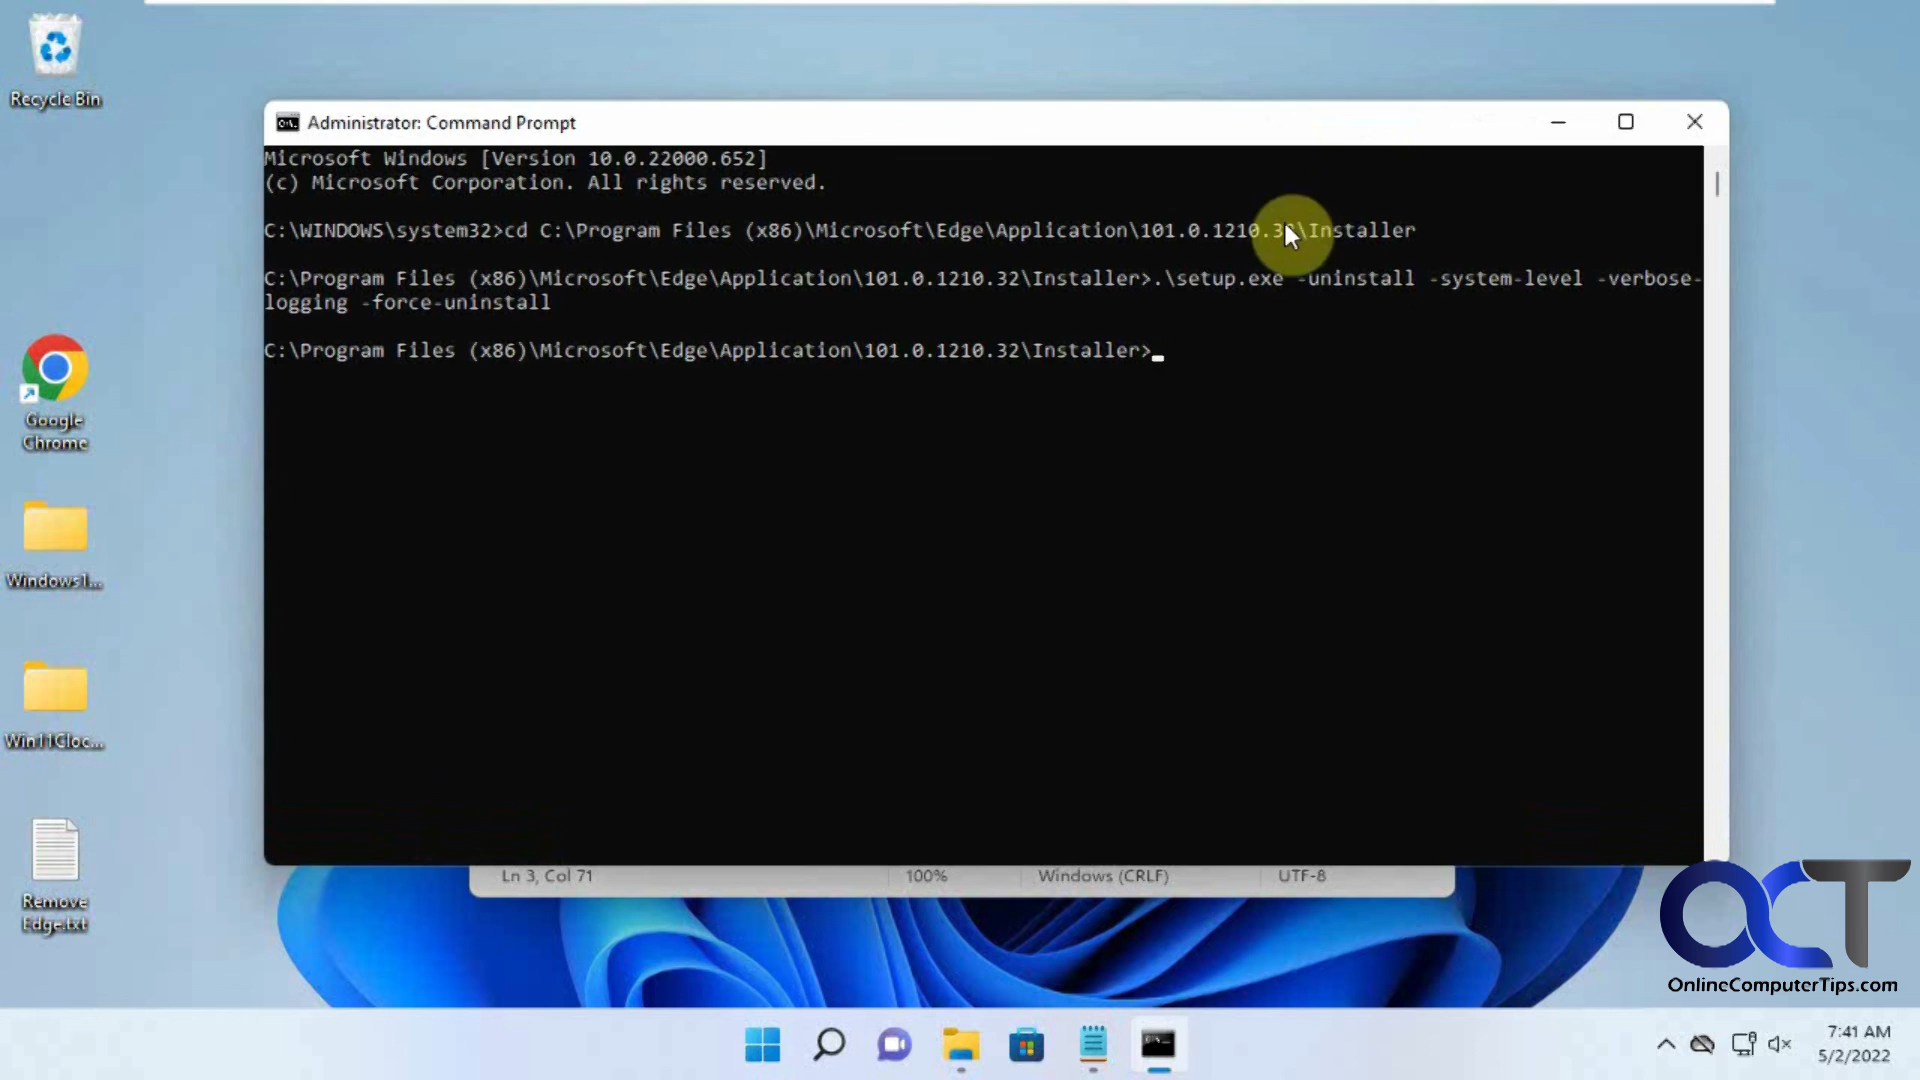 Recycle Bin
Administrator: Command Prompt
Microsoft Windows [Version 10.0.22000.652]
(c) Microsoft Corporation. All rights reserved.
C:\WINDOWS\system32>cd C:\Program Files (x86)\Microsoft\Edge\Application\101.0.1210.32\Installer
C:\Program Files (x86)\Microsoft\Edge\Application\101.0.1210.32\Installer>.\setup.exe -uninstall -system-level -verbose-
logging -force-uninstall
C:\Program Files (x86)\Microsoft\Edge\Application\101.0.1210.32\Installer>
Google
Chrome
Windows1...
Win11Cloc...
Remove
Edge.txt
Ln 3, Col 71 100% Windows (CRLF) UTF-8
OCT
OnlineComputerTips.com
7:41 AM
5/2/2022